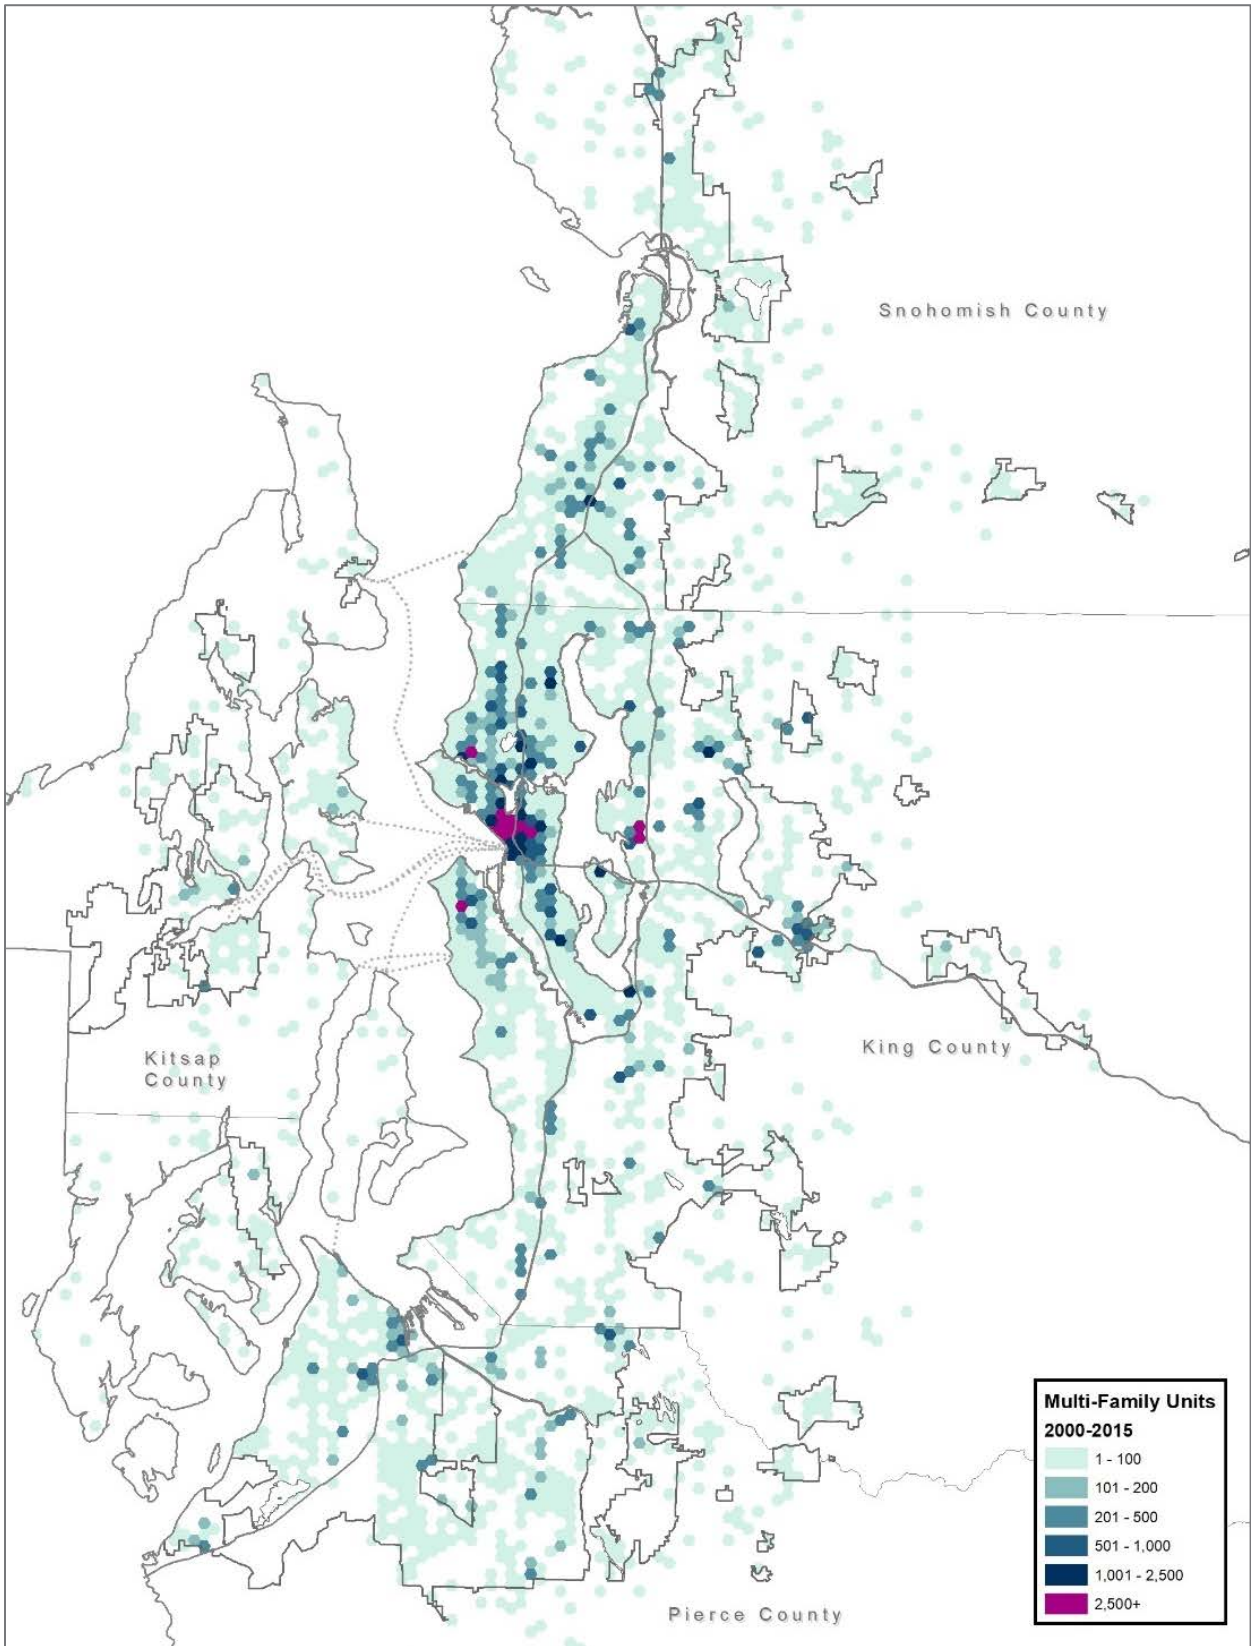 Snohomish County
Kitsap
County
King County
Multi-Family Units
2000-2015
1 - 100
101 - 200
201 - 500
501 - 1,000
1,001 - 2,500
2,500+
Pierce County